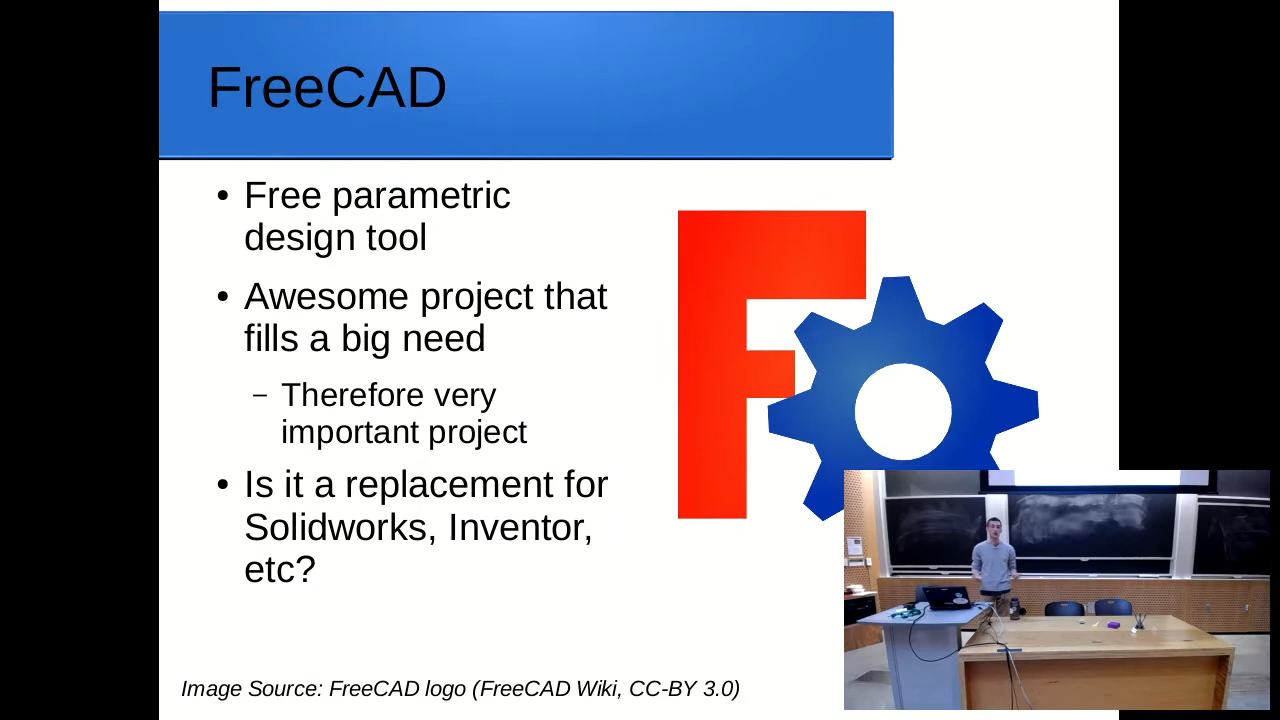 FreeCAD
• Free parametric
design tool
• Awesome project that
fills a big need
– Therefore very
important project
• Is it a replacement for
Solidworks, Inventor,
etc?
Image Source: FreeCAD logo (FreeCAD Wiki, CC-BY 3.0)